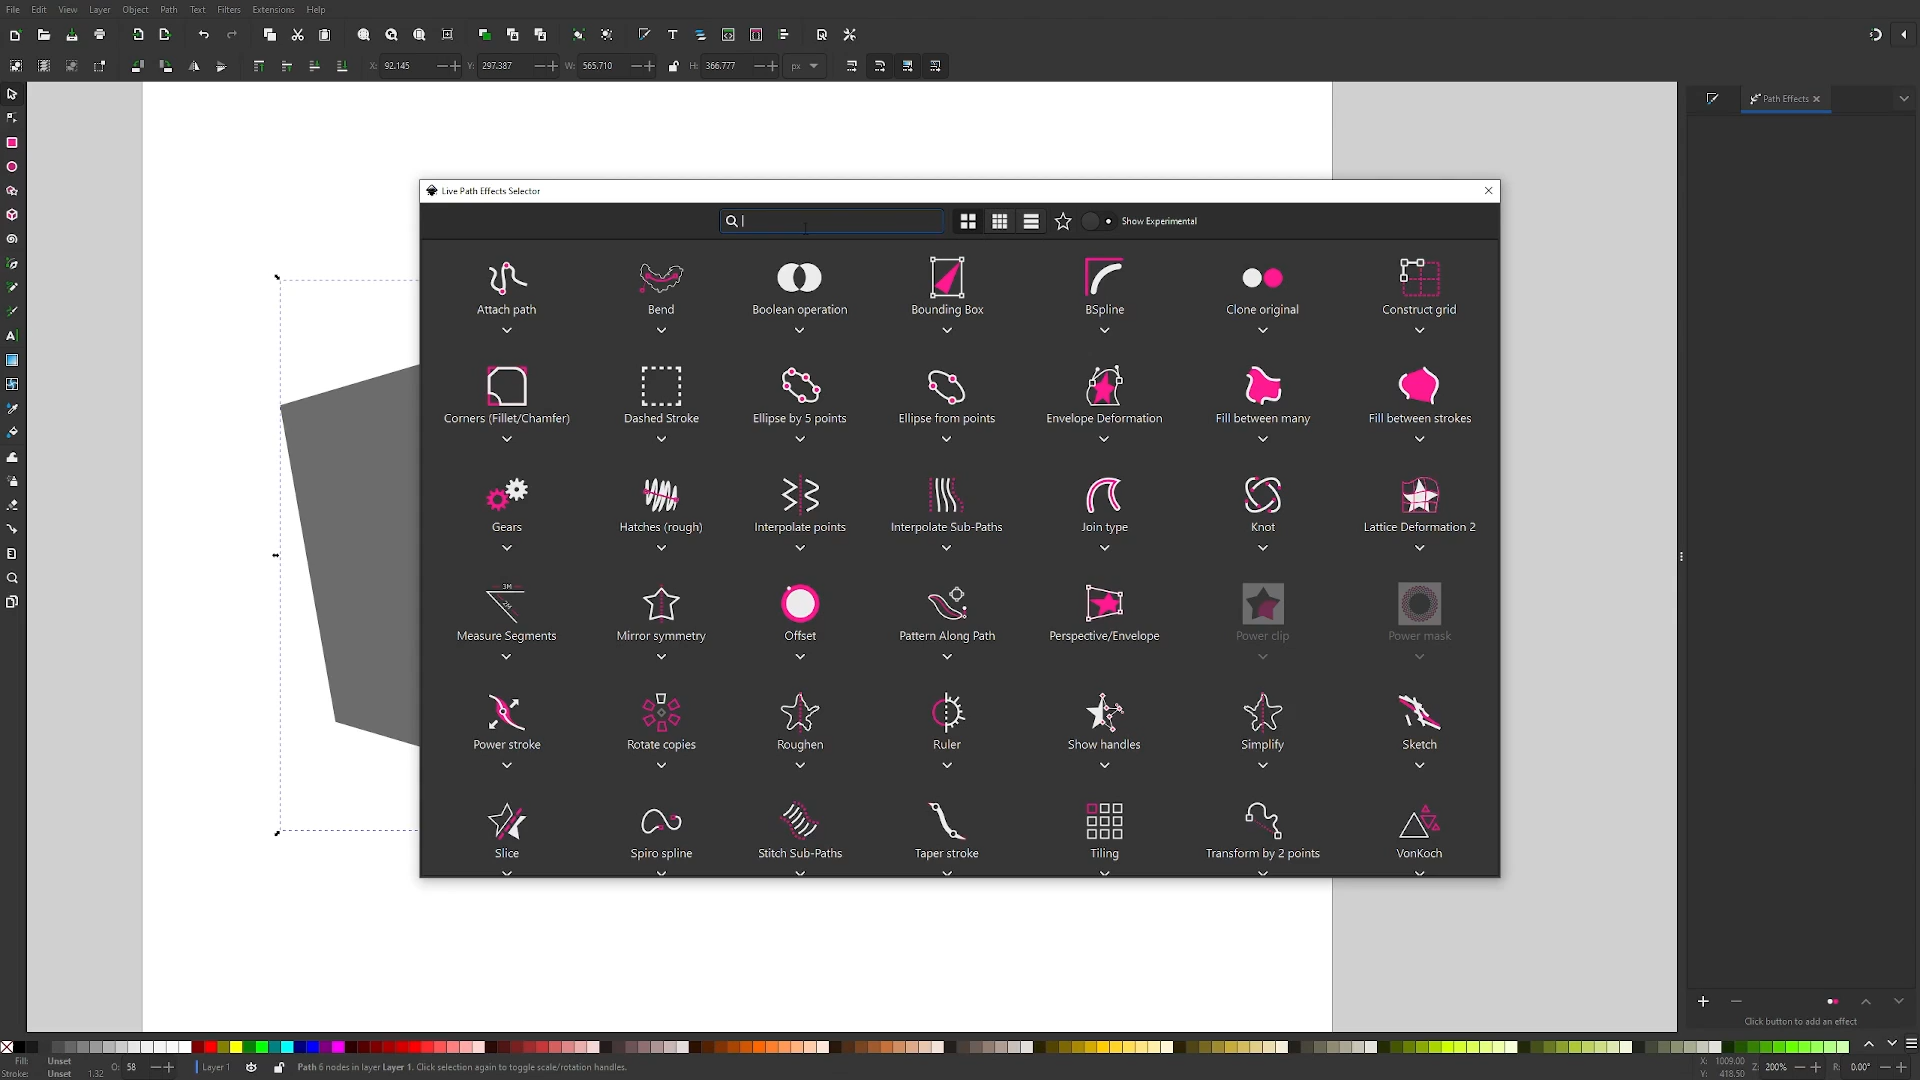 File Edit View Layer Object Path Text Filters Extensions Help
X: 92.145 Y: 297.387 W: 565.710 H: 366.777 px
Path Effects
Live Path Effects Selector
Show Experimental
Attach path Bend Boolean operation Bounding Box BSpline Clone original Construct grid
Corners (Fillet/Chamfer) Dashed Stroke Ellipse by 5 points Ellipse from points Envelope Deformation Fill between many Fill between strokes
Gears Hatches (rough) Interpolate points Interpolate Sub-Paths Join type Knot Lattice Deformation 2
3M
2M
Measure Segments Mirror symmetry Offset Pattern Along Path Perspective/Envelope Power clip Power mask
Power stroke Rotate copies Roughen Ruler Show handles Simplify Sketch
Slice Spiro spline Stitch Sub-Paths Taper stroke Tiling Transform by 2 points VonKoch
Click button to add an effect
Fill: Unset
Stroke: Unset 1.32 O: 58 Layer 1 Path 6 nodes in layer Layer 1. Click selection again to toggle scale/rotation handles.
X: 1009.00
Y: 418.50 Z: 200% R: 0.00°